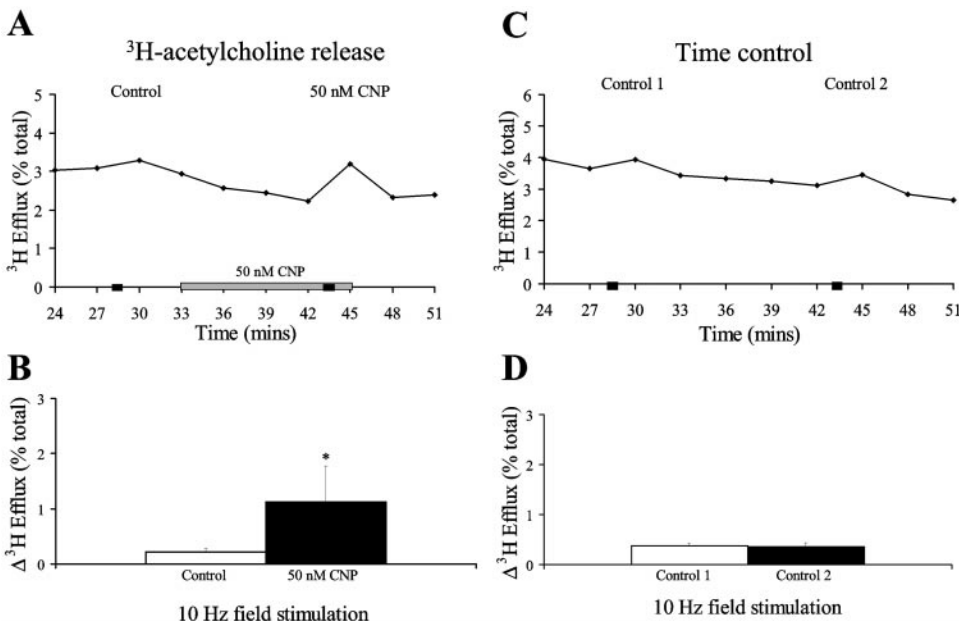 A
³H-acetylcholine release
Control
50 nM CNP
5
4
3
2
1
0
³H Efflux (% total)
50 nM CNP
24 27 30 33 36 39 42 45 48 51
Time (mins)
B
3
2
1
0
Δ ³H Efflux (% total)
*
Control
50 nM CNP
10 Hz field stimulation
C
Time control
Control 1
Control 2
6
5
4
3
2
1
0
³H Efflux (% total)
24 27 30 33 36 39 42 45 48 51
Time (mins)
D
3
2
1
0
Δ ³H Efflux (% total)
Control 1
Control 2
10 Hz field stimulation